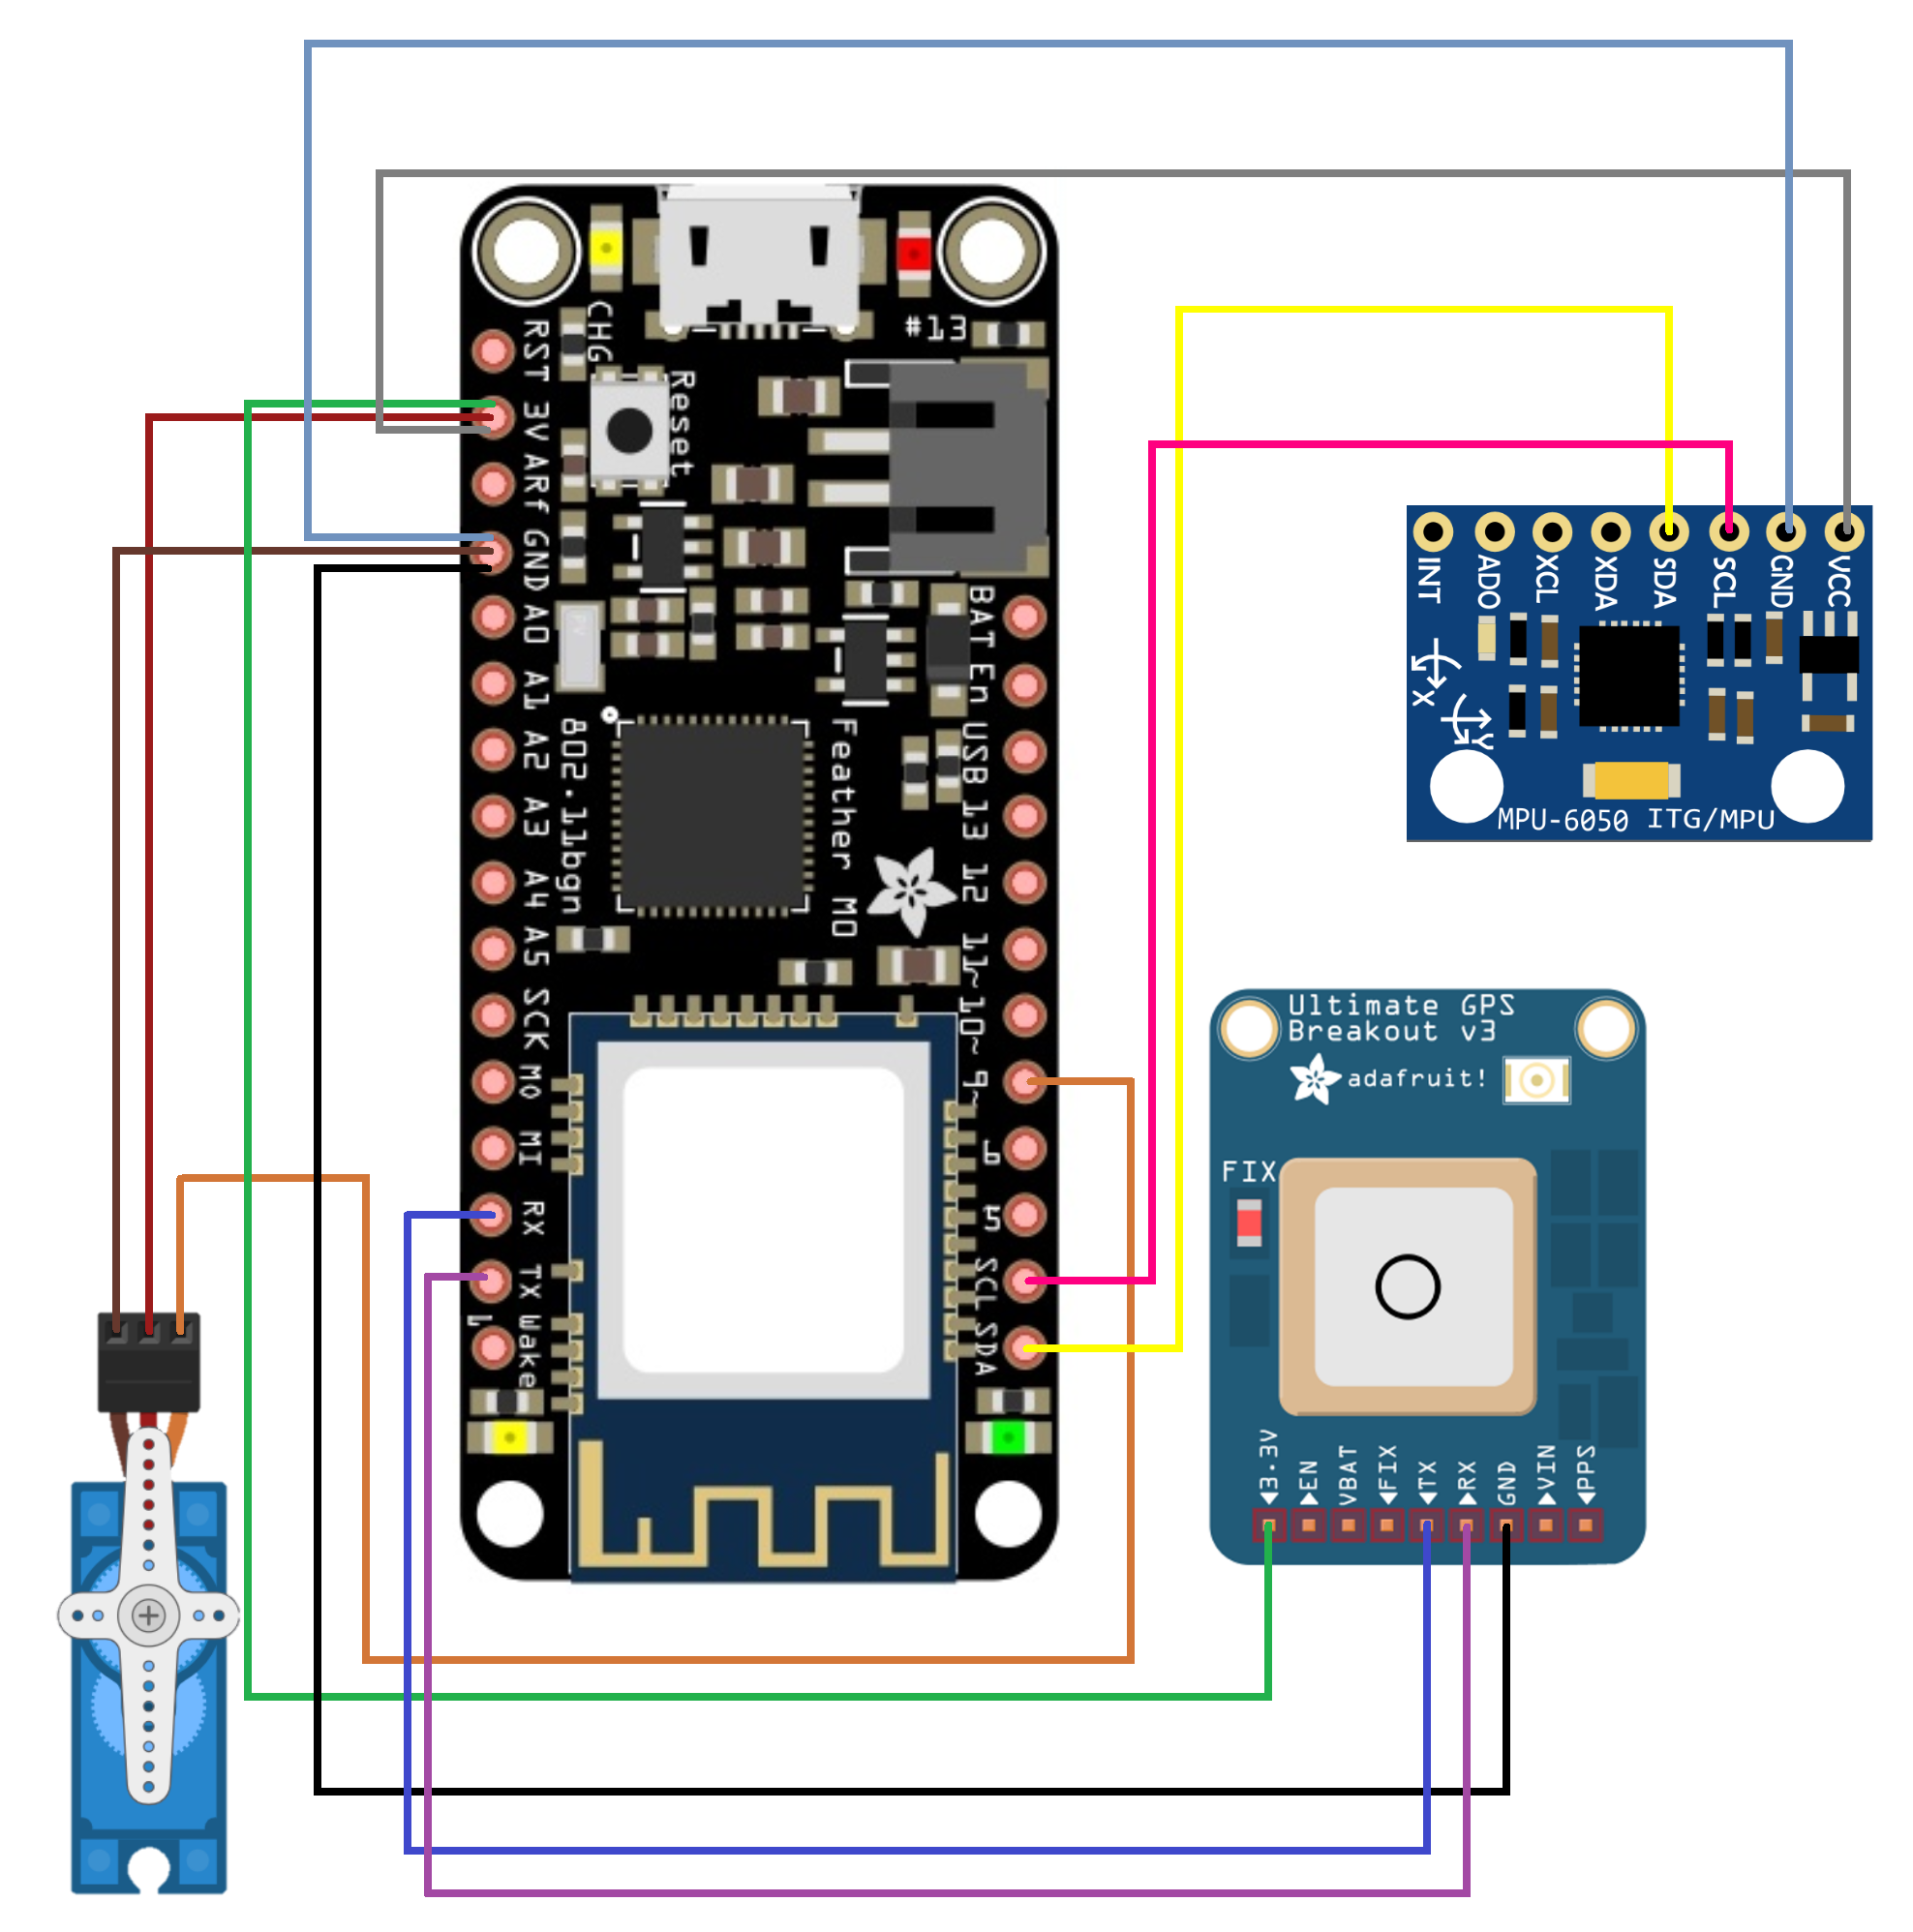 CHG
#13
Reset
RST
3V
ARf
GND
A0
A1
A2
A3
A4
A5
SCK
MO
MI
RX
TX
Wake
BAT
En
USB
13
12
11~
10~
9~
6
5
SCL
SDA
802.11bgn
Feather M0
INT
ADO
XCL
XDA
SDA
SCL
GND
VCC
X
Y
MPU-6050
ITG/MPU
Ultimate GPS
Breakout v3
adafruit!
FIX
3.3V
EN
VBAT
FIX
TX
RX
GND
VIN
PPS